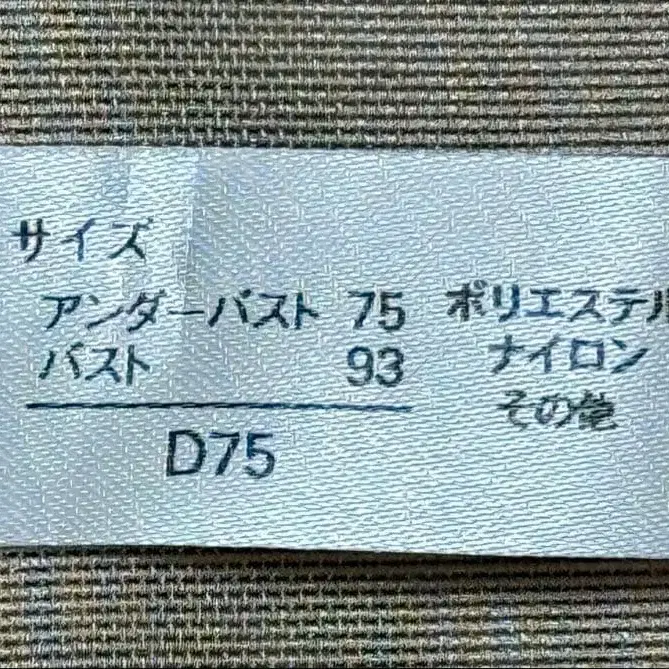 サイズ
アンダーバスト 75
バスト 93
D75
ポリエステル
ナイロン
その他